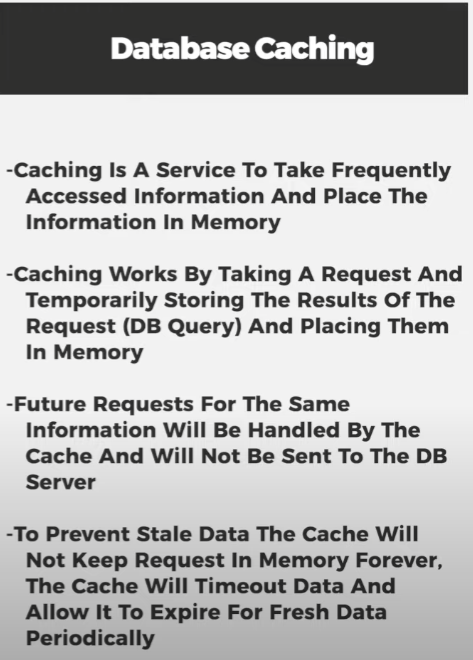 Database Caching
-Caching Is A Service To Take Frequently
Accessed Information And Place The
Information In Memory
-Caching Works By Taking A Request And
Temporarily Storing The Results Of The
Request (DB Query) And Placing Them
In Memory
-Future Requests For The Same
Information Will Be Handled By The
Cache And Will Not Be Sent To The DB
Server
-To Prevent Stale Data The Cache Will
Not Keep Request In Memory Forever,
The Cache Will Timeout Data And
Allow It To Expire For Fresh Data
Periodically